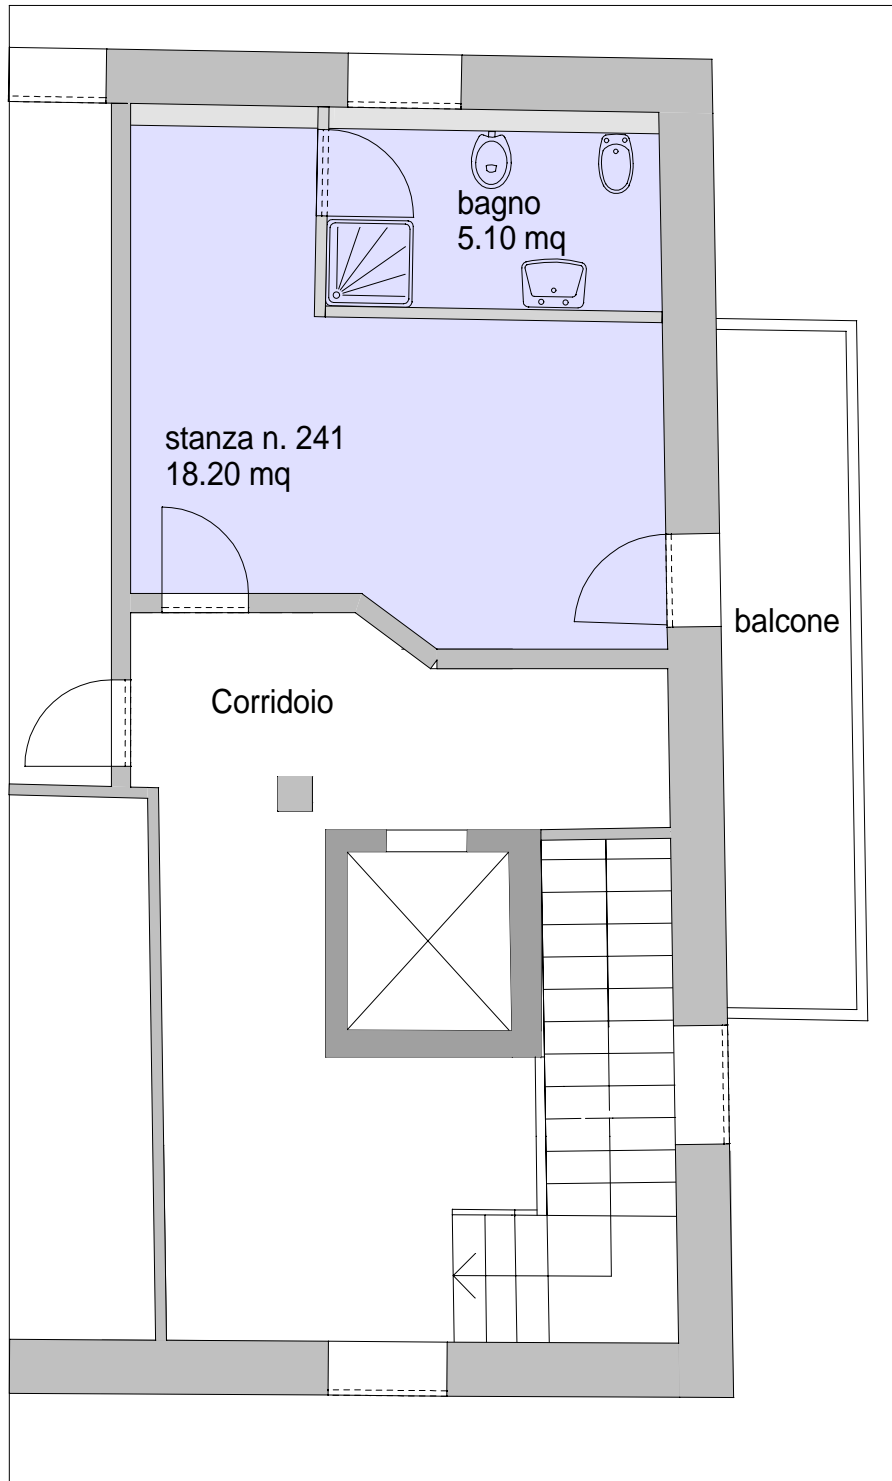 bagno
5.10 mq
stanza n. 241
18.20 mq
balcone
Corridoio